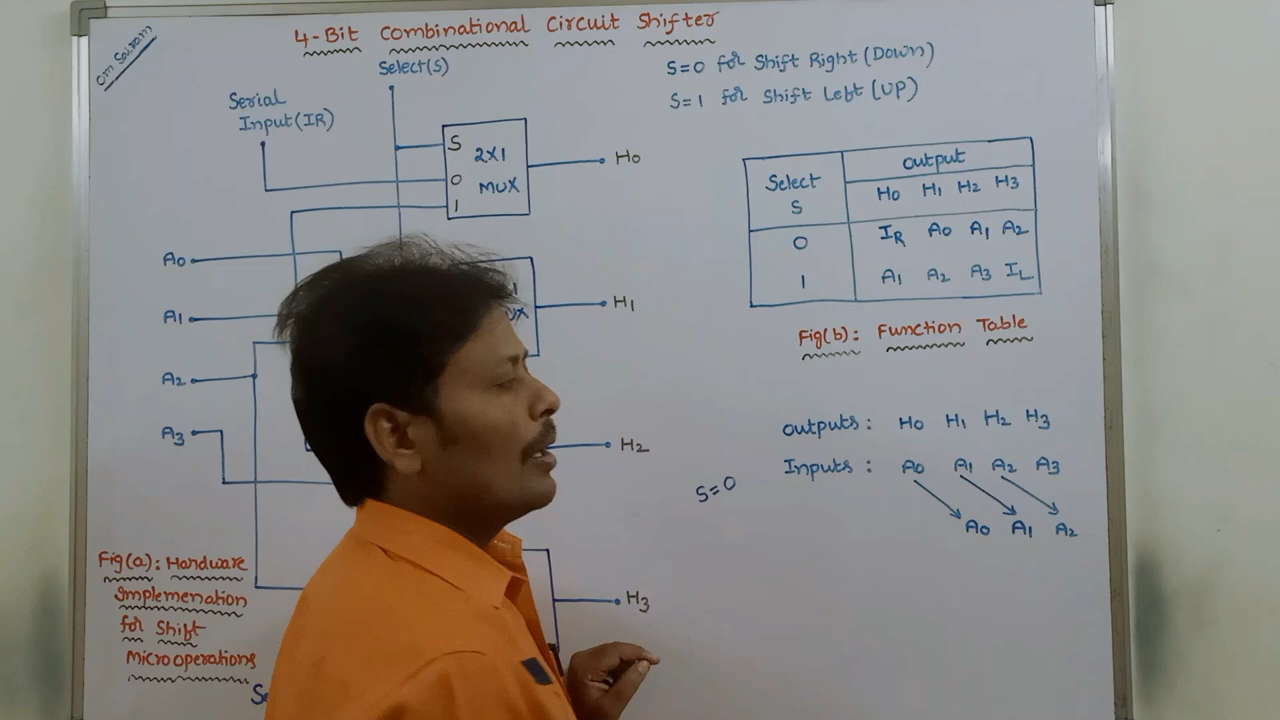 Om Sairam
4-Bit Combinational Circuit Shifter
Select(S)
Serial
Input(IR)
S
0
1
2X1
MUX
H0
A0
A1
A2
A3
H1
H2
H3
Fig(a): Hardware
Implemenation
for Shift
Microoperations
S=0 for Shift Right (Down)
S=1 for Shift Left (UP)
Select
S
output
H0 H1 H2 H3
0 IR A0 A1 A2
1 A1 A2 A3 IL
Fig(b): Function Table
outputs: H0 H1 H2 H3
Inputs: A0 A1 A2 A3
S=0
A0 A1 A2